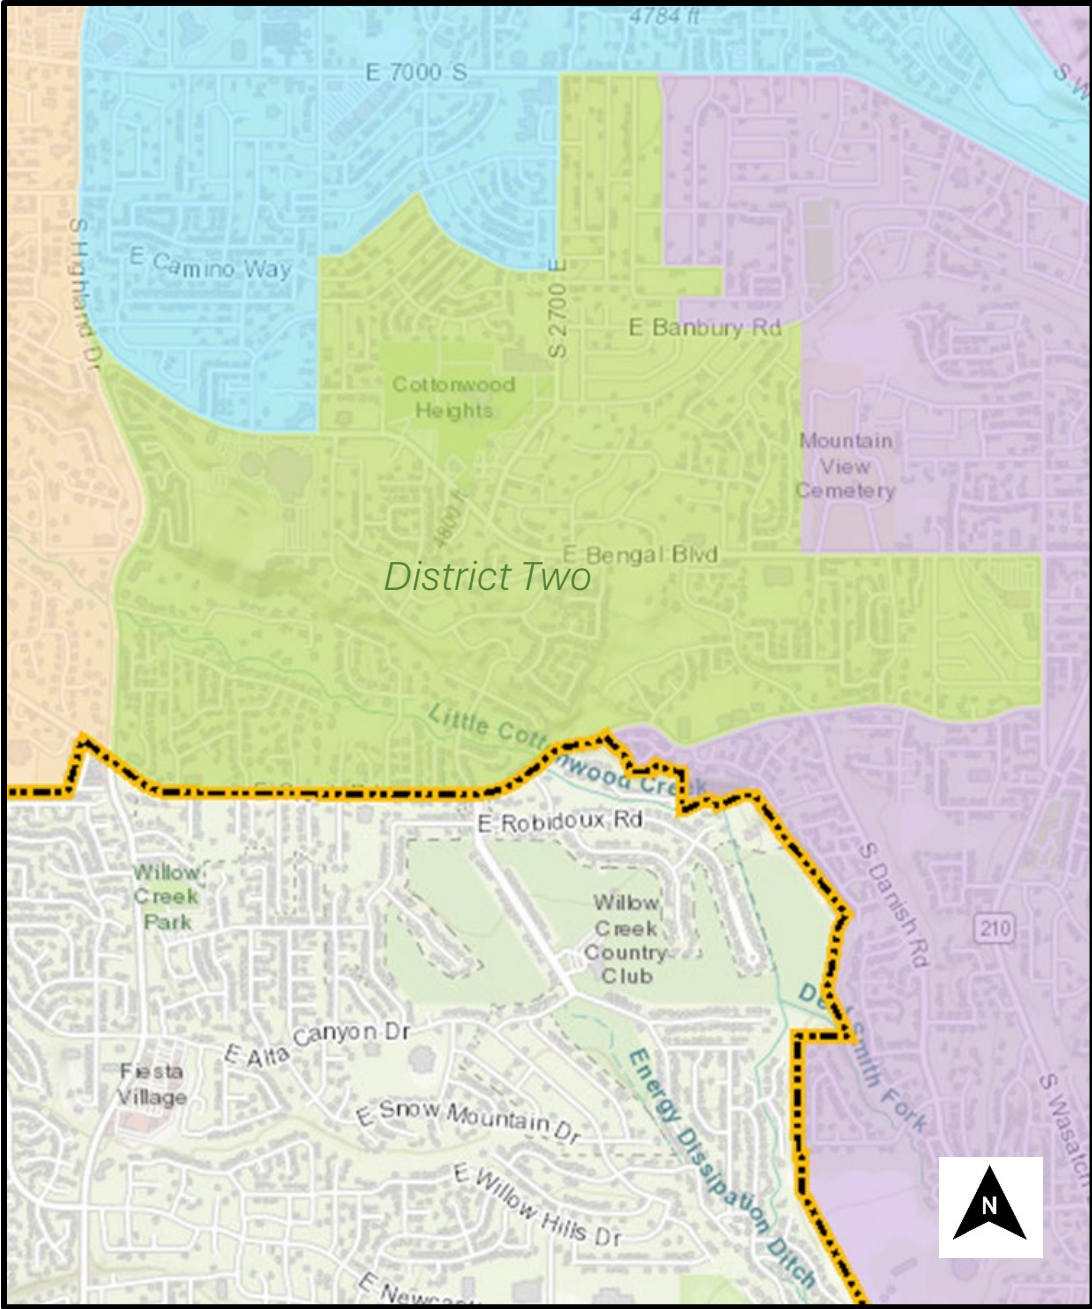 4784 ft
E 7000 S
S W
S Highland Dr
E Camino Way
S 2700 E
E Banbury Rd
Cottonwood
Heights
Mountain
View
Cemetery
4800 ft
E Bengal Blvd
District Two
Little Cottonwood Creek
E Robidoux Rd
Willow
Creek
Park
S Danish Rd
Willow
Creek
Country
Club
210
E Alta Canyon Dr
Fiesta
Village
Smith Fork
Energy Dissipation Ditch
E Snow Mountain Dr
S Wasatch
E Willow Hills Dr
N